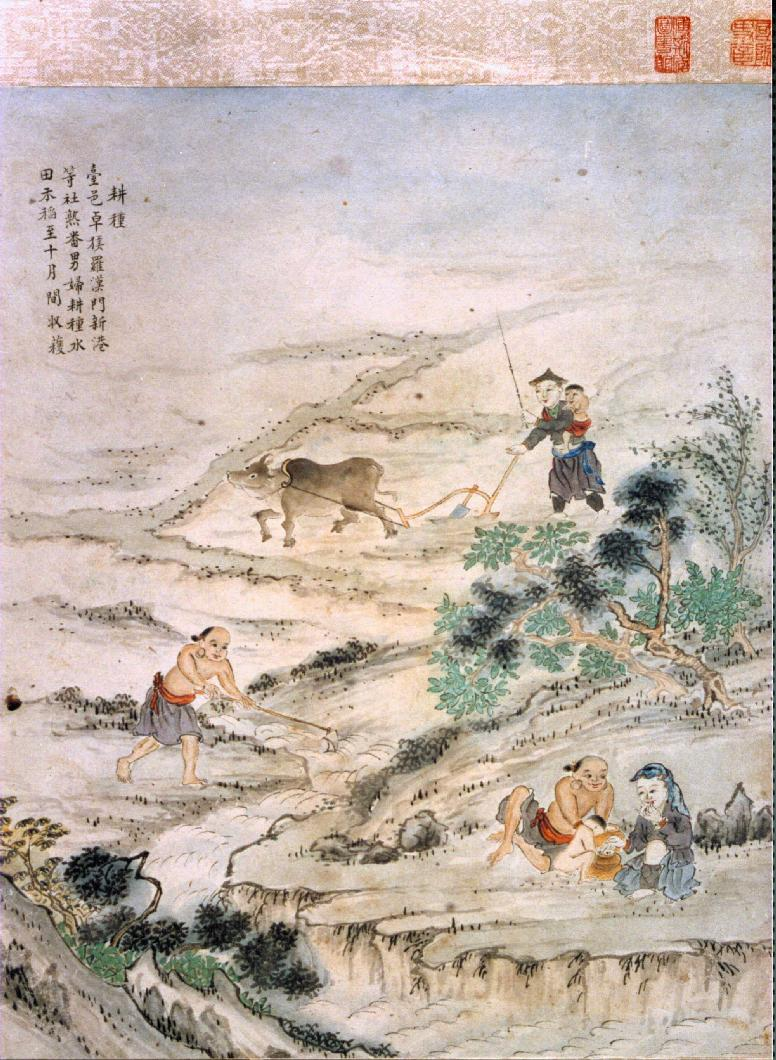 耕種
臺邑卓猴羅漢門新港
等社熟番男婦耕種水
田禾稻至十月間収穫